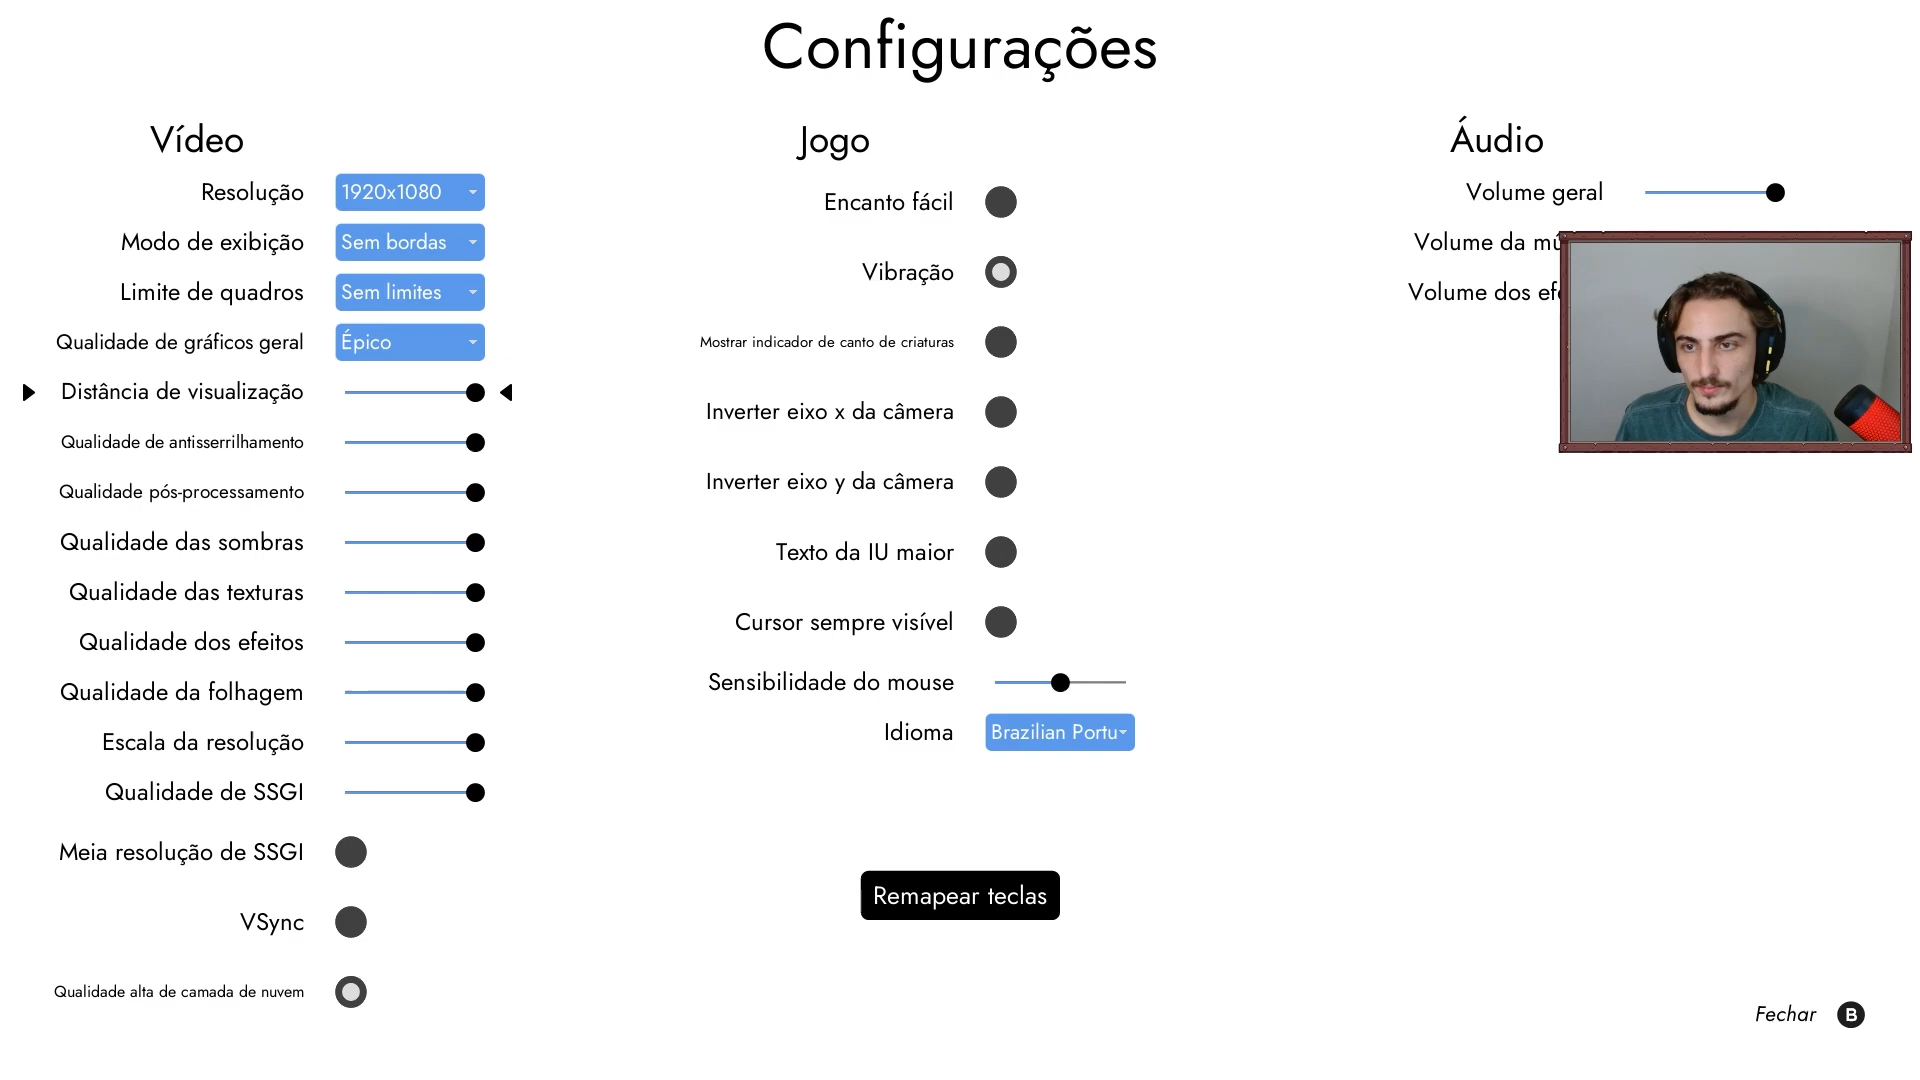 Configurações
Vídeo
Resolução 1920x1080
Modo de exibição Sem bordas
Limite de quadros Sem limites
Qualidade de gráficos geral Épico
Distância de visualização
Qualidade de antisserrilhamento
Qualidade pós-processamento
Qualidade das sombras
Qualidade das texturas
Qualidade dos efeitos
Qualidade da folhagem
Escala da resolução
Qualidade de SSGI
Meia resolução de SSGI
VSync
Qualidade alta de camada de nuvem
Jogo
Encanto fácil
Vibração
Mostrar indicador de canto de criaturas
Inverter eixo x da câmera
Inverter eixo y da câmera
Texto da IU maior
Cursor sempre visível
Sensibilidade do mouse
Idioma Brazilian Portu
Remapear teclas
Áudio
Volume geral
Volume da
Volume dos
Fechar B